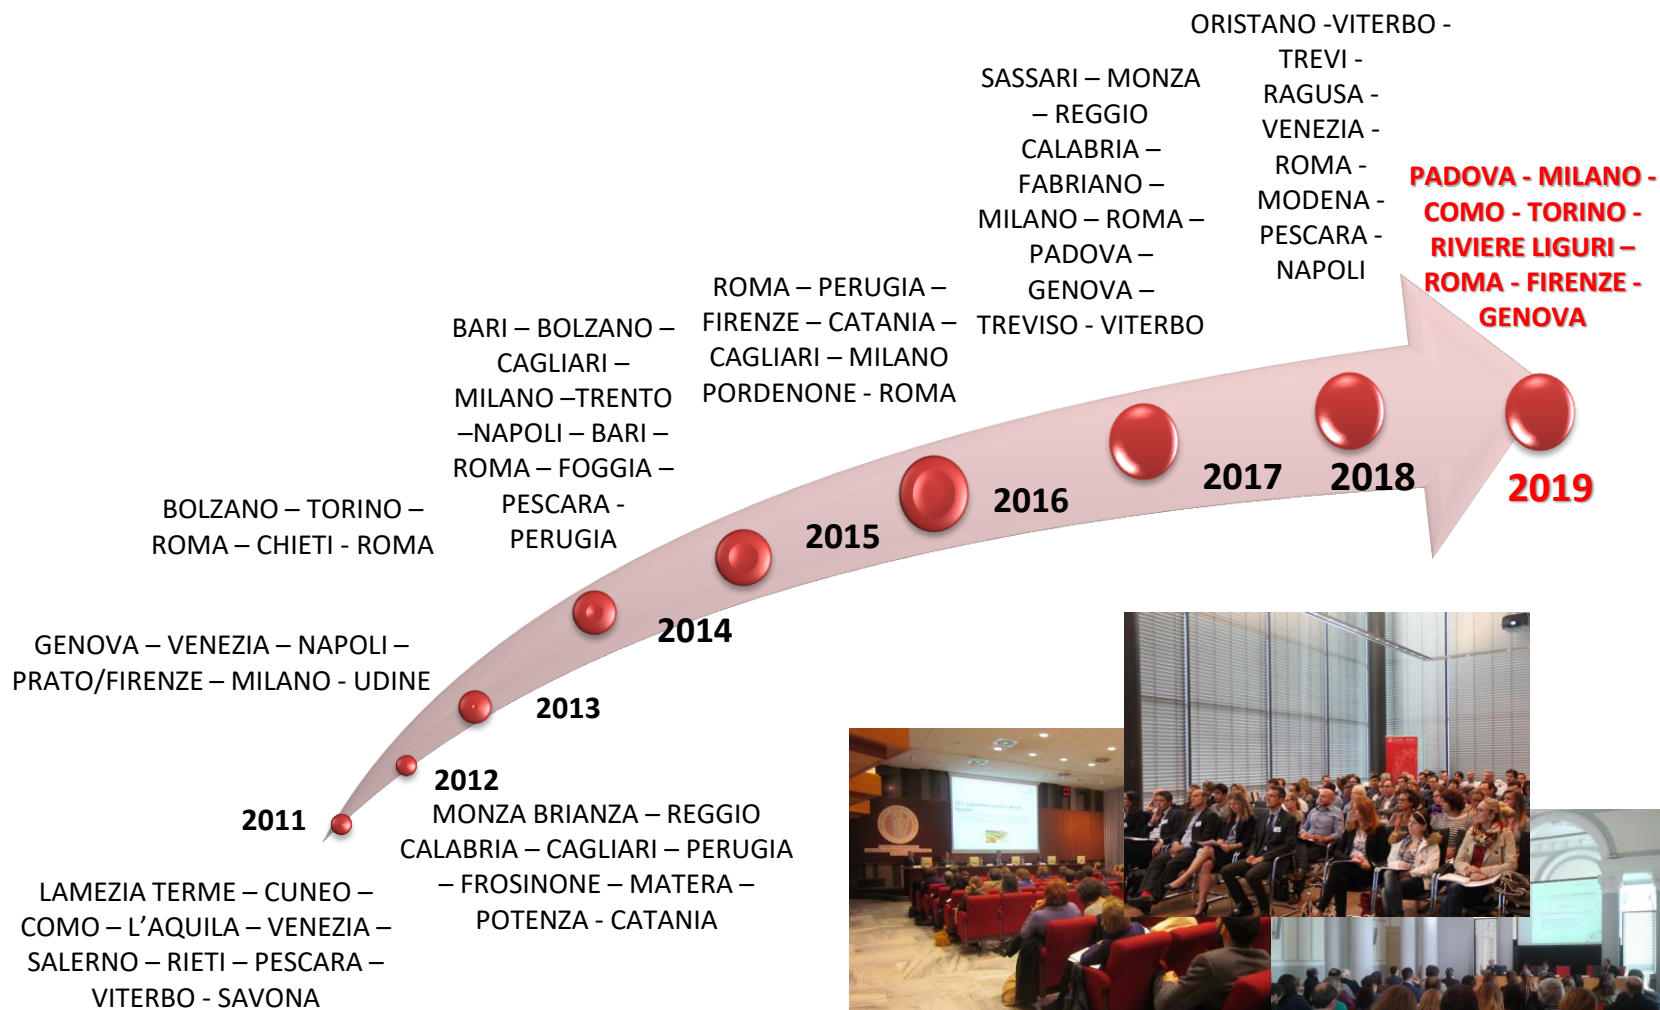 ORISTANO -VITERBO -
TREVI -
RAGUSA -
VENEZIA -
ROMA -
MODENA -
PESCARA -
NAPOLI
SASSARI – MONZA
– REGGIO
CALABRIA –
FABRIANO –
MILANO – ROMA –
PADOVA –
GENOVA –
TREVISO - VITERBO
PADOVA - MILANO -
COMO - TORINO -
RIVIERE LIGURI –
ROMA - FIRENZE -
GENOVA
ROMA – PERUGIA –
FIRENZE – CATANIA –
CAGLIARI – MILANO
PORDENONE - ROMA
BARI – BOLZANO –
CAGLIARI –
MILANO –TRENTO
–NAPOLI – BARI –
ROMA – FOGGIA –
PESCARA -
PERUGIA
BOLZANO – TORINO –
ROMA – CHIETI - ROMA
GENOVA – VENEZIA – NAPOLI –
PRATO/FIRENZE – MILANO - UDINE
2019
2018
2017
2016
2015
2014
2013
2012
2011
MONZA BRIANZA – REGGIO
CALABRIA – CAGLIARI – PERUGIA
– FROSINONE – MATERA –
POTENZA - CATANIA
LAMEZIA TERME – CUNEO –
COMO – L’AQUILA – VENEZIA –
SALERNO – RIETI – PESCARA –
VITERBO - SAVONA